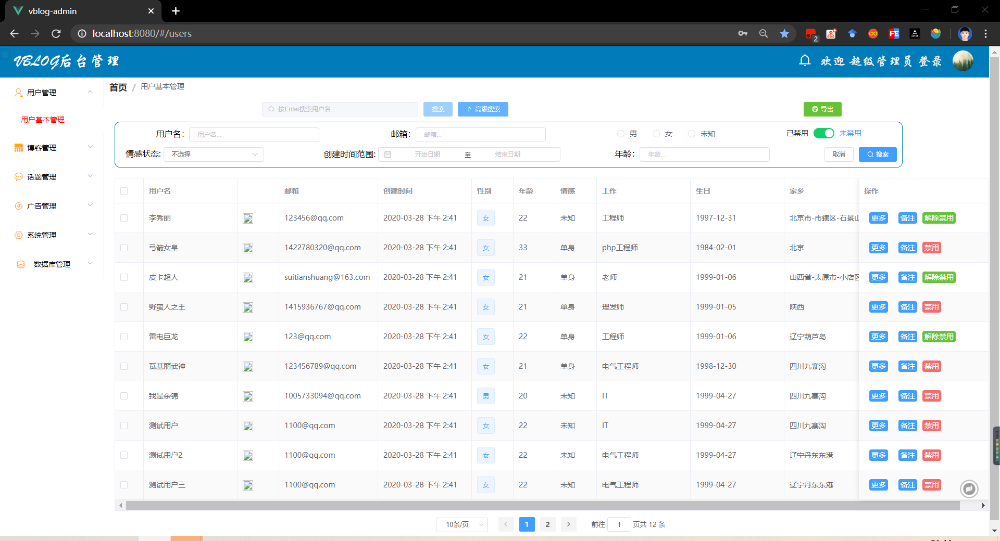 vblog-admin
localhost:8080/#/users
2
FE
VBLOG后台管理
欢迎 超级管理员 登录
用户管理
用户基本管理
博客管理
话题管理
广告管理
系统管理
数据库管理
首页 / 用户基本管理
按Enter搜索用户名... 搜索 高级搜索 导出
用户名： 用户名... 邮箱： 邮箱... 男 女 未知 已禁用 未禁用
情感状态: 不选择 创建时间范围: 开始日期 至 结束日期 年龄： 年龄... 取消 搜索
用户名 邮箱 创建时间 性别 年龄 情感 工作 生日 家乡 操作
李秀丽 123456@qq.com 2020-03-28 下午 2:41 女 22 未知 工程师 1997-12-31 北京市-市辖区-石景山 更多 备注 解除禁用
弓箭女皇 1422780320@qq.com 2020-03-28 下午 2:41 女 33 单身 php工程师 1984-02-01 北京 更多 备注 禁用
皮卡超人 suitianshuang@163.com 2020-03-28 下午 2:41 女 21 单身 老师 1999-01-06 山西省-太原市-小店区 更多 备注 解除禁用
野蛮人之王 1415936767@qq.com 2020-03-28 下午 2:41 女 21 单身 理发师 1999-01-05 陕西 更多 备注 禁用
雷电巨龙 123@qq.com 2020-03-28 下午 2:41 女 22 单身 工程师 1999-01-06 辽宁葫芦岛 更多 备注 解除禁用
瓦基丽武神 123456789@qq.com 2020-03-28 下午 2:41 女 21 单身 电气工程师 1998-12-30 四川九寨沟 更多 备注 禁用
我是余锦 1005733094@qq.com 2020-03-28 下午 2:41 男 20 未知 IT 1999-04-27 四川九寨沟 更多 备注 禁用
测试用户 1100@qq.com 2020-03-28 下午 2:41 女 22 未知 IT 1999-04-27 四川九寨沟 更多 备注 禁用
测试用户2 1100@qq.com 2020-03-28 下午 2:41 女 22 未知 电气工程师 1999-04-27 辽宁丹东东港 更多 备注 禁用
测试用户三 1100@qq.com 2020-03-28 下午 2:41 女 22 未知 电气工程师 1999-04-27 辽宁丹东东港 更多 备注 禁用
10条/页 1 2 前往 1 页共 12 条